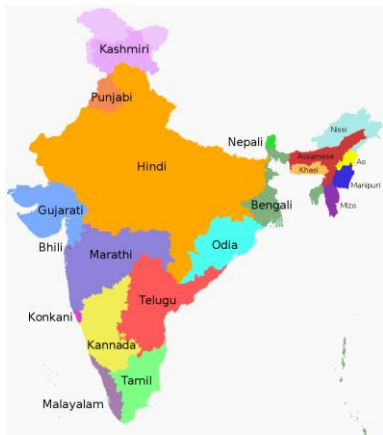 Kashmiri
Punjabi
Nissi
Nepali
Assamese
Ao
Hindi
Khasi
Manipuri
Bengali
Mizo
Gujarati
Odia
Bhili
Marathi
Telugu
Konkani
Kannada
Tamil
Malayalam